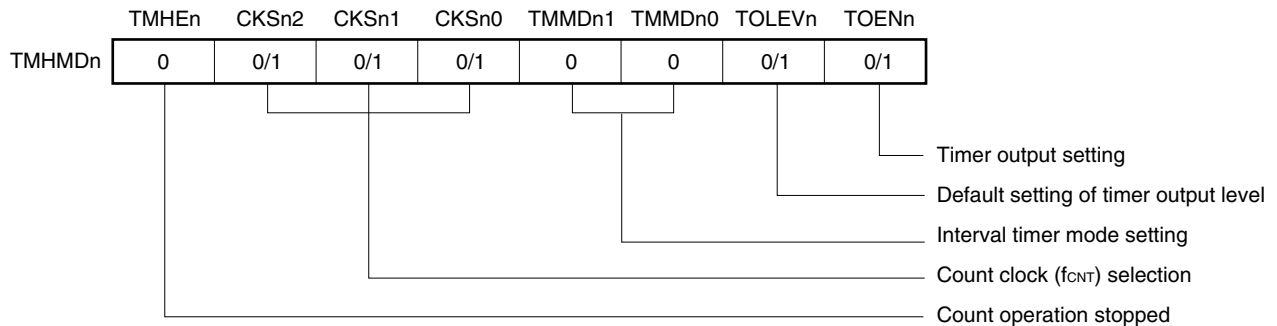 TMHEn CKSn2 CKSn1 CKSn0 TMMDn1 TMMDn0 TOLEVn TOENn
TMHMDn 0 0/1 0/1 0/1 0 0 0/1 0/1
Timer output setting
Default setting of timer output level
Interval timer mode setting
Count clock (fCNT) selection
Count operation stopped